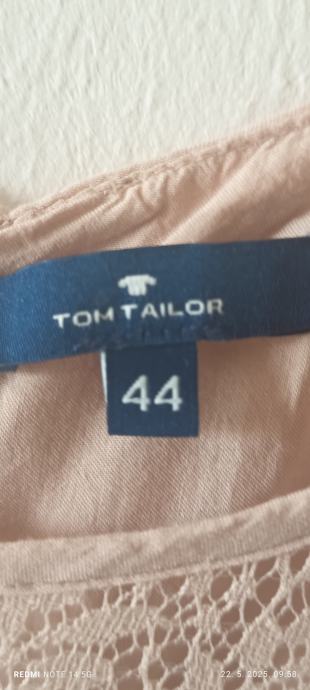 TOM TAILOR
44
REDMI NOTE 14 5G
22. 5. 2025, 09:58